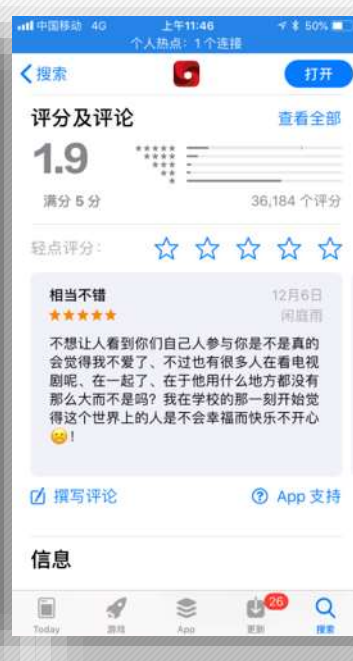 中国移动 4G 上午11:46 50%
个人热点：1个连接
搜索 打开
评分及评论 查看全部
1.9
满分 5 分 36,184 个评分
轻点评分：
相当不错 12月6日
闲庭雨
不想让人看到你们自己人参与你是不是真的
会觉得我不爱了、不过也有很多人在看电视
剧呢、在一起了、在于他用什么地方都没有
那么大而不是吗？我在学校的那一刻开始觉
得这个世界上的人是不会幸福而快乐不开心
☹️！
撰写评论 App 支持
信息
26
Today 游戏 App 更新 搜索